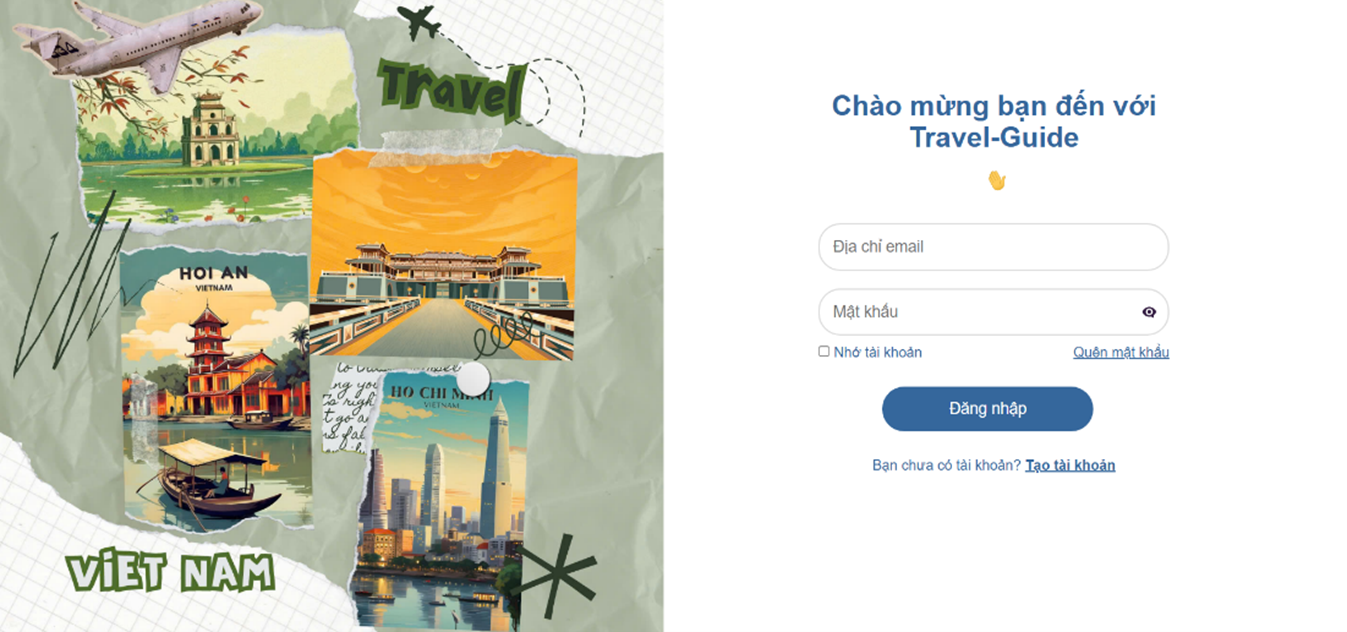 Travel
HOI AN
VIETNAM
HO CHI MINH
VIETNAM
VIET NAM
Chào mừng bạn đến với
Travel-Guide
Địa chỉ email
Mật khẩu
Nhớ tài khoản
Quên mật khẩu
Đăng nhập
Bạn chưa có tài khoản? Tạo tài khoản